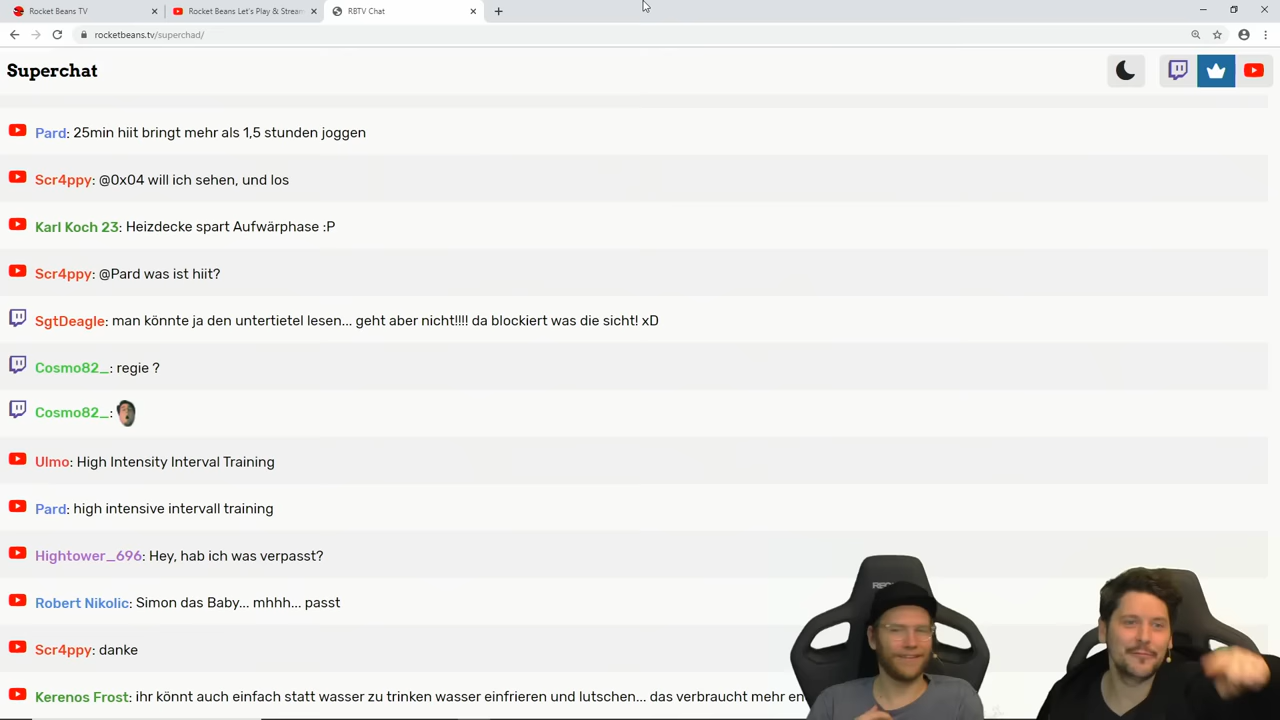 Rocket Beans TV
Rocket Beans Let's Play & Strean
RBTV Chat
rocketbeans.tv/superchad/
Superchat
Pard: 25min hiit bringt mehr als 1,5 stunden joggen
Scr4ppy: @0x04 will ich sehen, und los
Karl Koch 23: Heizdecke spart Aufwärphase :P
Scr4ppy: @Pard was ist hiit?
SgtDeagle: man könnte ja den untertietel lesen... geht aber nicht!!!! da blockiert was die sicht! xD
Cosmo82_: regie ?
Cosmo82_:
Ulmo: High Intensity Interval Training
Pard: high intensive intervall training
Hightower_696: Hey, hab ich was verpasst?
Robert Nikolic: Simon das Baby... mhhh... passt
Scr4ppy: danke
Kerenos Frost: ihr könnt auch einfach statt wasser zu trinken wasser einfrieren und lutschen... das verbraucht mehr en